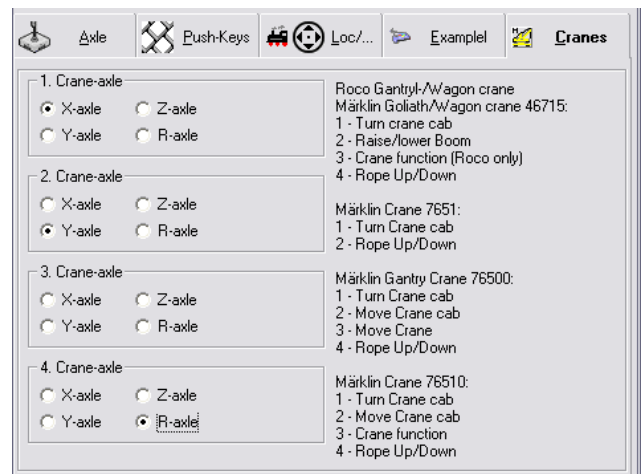 Axle Push-Keys Loc/... Examplel Cranes
1. Crane-axle
X-axle Z-axle
Y-axle R-axle
2. Crane-axle
X-axle Z-axle
Y-axle R-axle
3. Crane-axle
X-axle Z-axle
Y-axle R-axle
4. Crane-axle
X-axle Z-axle
Y-axle R-axle
Roco Gantryl-/Wagon crane
Märklin Goliath/Wagon crane 46715:
1 - Turn crane cab
2 - Raise/lower Boom
3 - Crane function (Roco only)
4 - Rope Up/Down
Märklin Crane 7651:
1 - Turn Crane cab
2 - Rope Up/Down
Märklin Gantry Crane 76500:
1 - Turn Crane cab
2 - Move Crane cab
3 - Move Crane
4 - Rope Up/Down
Märklin Crane 76510:
1 - Turn Crane cab
2 - Move Crane cab
3 - Crane function
4 - Rope Up/Down